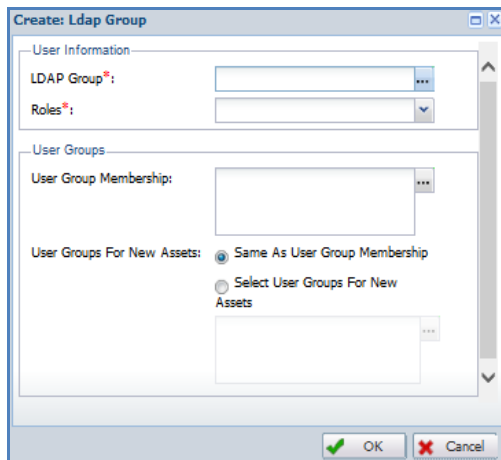 Create: Ldap Group
User Information
LDAP Group*:
...
Roles*:
User Groups
User Group Membership:
...
User Groups For New Assets:
Same As User Group Membership
Select User Groups For New
Assets
...
OK
Cancel